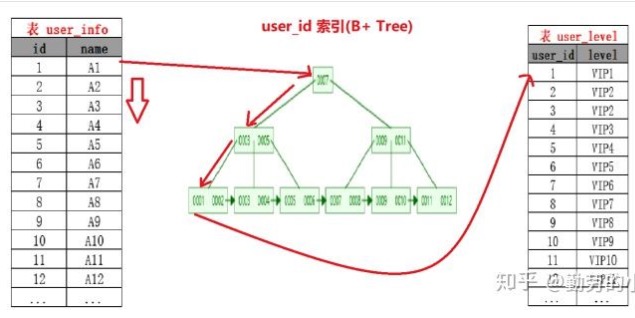 表 user_info
id name
1 A1
2 A2
3 A3
4 A4
5 A5
6 A6
7 A7
8 A8
9 A9
10 A10
11 A11
12 A12
... ...
user_id 索引(B+ Tree)
0007
0003 0005
0009 0011
0001 0002 0003 0004 0005 0006 0007 0008 0009 0010 0011 0012
表 user_level
user_id level
1 VIP1
2 VIP2
3 VIP2
4 VIP3
5 VIP4
6 VIP5
7 VIP6
8 VIP7
9 VIP8
10 VIP9
11 VIP10
... ...
知乎 @勤劳的小